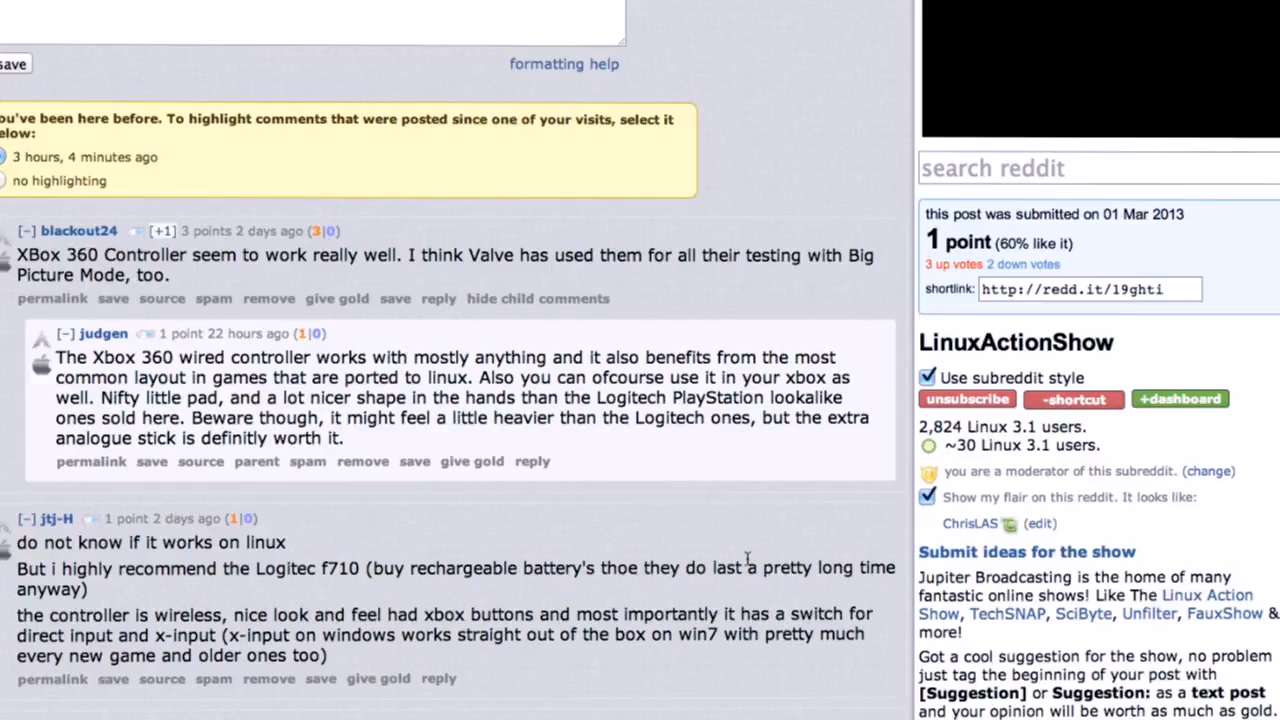 save
formatting help
ou've been here before. To highlight comments that were posted since one of your visits, select it
elow:
3 hours, 4 minutes ago
no highlighting
[–] blackout24 [+1] 3 points 2 days ago (3|0)
XBox 360 Controller seem to work really well. I think Valve has used them for all their testing with Big
Picture Mode, too.
permalink save source spam remove give gold save reply hide child comments
[–] judgen 1 point 22 hours ago (1|0)
The Xbox 360 wired controller works with mostly anything and it also benefits from the most
common layout in games that are ported to linux. Also you can ofcourse use it in your xbox as
well. Nifty little pad, and a lot nicer shape in the hands than the Logitech PlayStation lookalike
ones sold here. Beware though, it might feel a little heavier than the Logitech ones, but the extra
analogue stick is definitly worth it.
permalink save source parent spam remove save give gold reply
[–] jtj-H 1 point 2 days ago (1|0)
do not know if it works on linux
But i highly recommend the Logitec f710 (buy rechargeable battery's thoe they do last a pretty long time
anyway)
the controller is wireless, nice look and feel had xbox buttons and most importantly it has a switch for
direct input and x-input (x-input on windows works straight out of the box on win7 with pretty much
every new game and older ones too)
permalink save source spam remove save give gold reply
search reddit
this post was submitted on 01 Mar 2013
1 point (60% like it)
3 up votes 2 down votes
shortlink: http://redd.it/19ghti
LinuxActionShow
Use subreddit style
unsubscribe -shortcut +dashboard
2,824 Linux 3.1 users.
~30 Linux 3.1 users.
you are a moderator of this subreddit. (change)
Show my flair on this reddit. It looks like:
ChrisLAS (edit)
Submit ideas for the show
Jupiter Broadcasting is the home of many
fantastic online shows! Like The Linux Action
Show, TechSNAP, SciByte, Unfilter, FauxShow &
more!
Got a cool suggestion for the show, no problem
just tag the beginning of your post with
[Suggestion] or Suggestion: as a text post
and your opinion will be worth as much as gold.